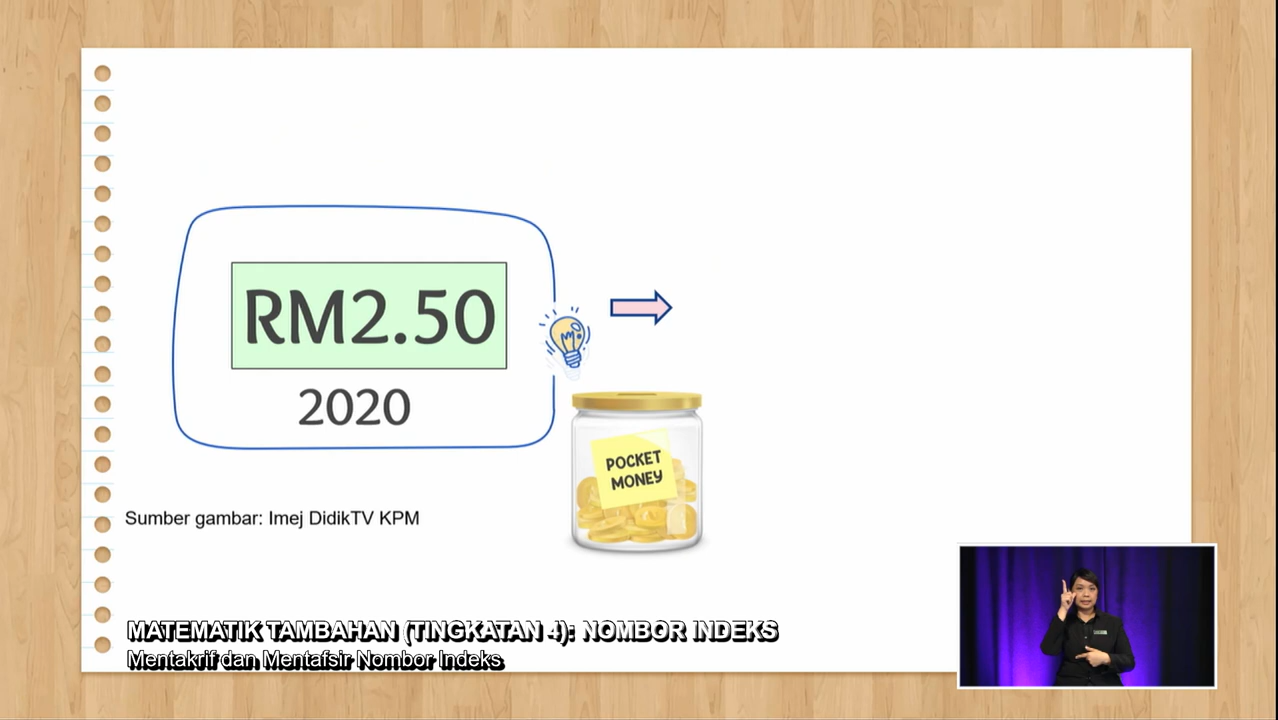 RM2.50
2020
POCKET
MONEY
Sumber gambar: Imej DidikTV KPM
MATEMATIK TAMBAHAN (TINGKATAN 4): NOMBOR INDEKS
Mentakrif dan Mentafsir Nombor Indeks